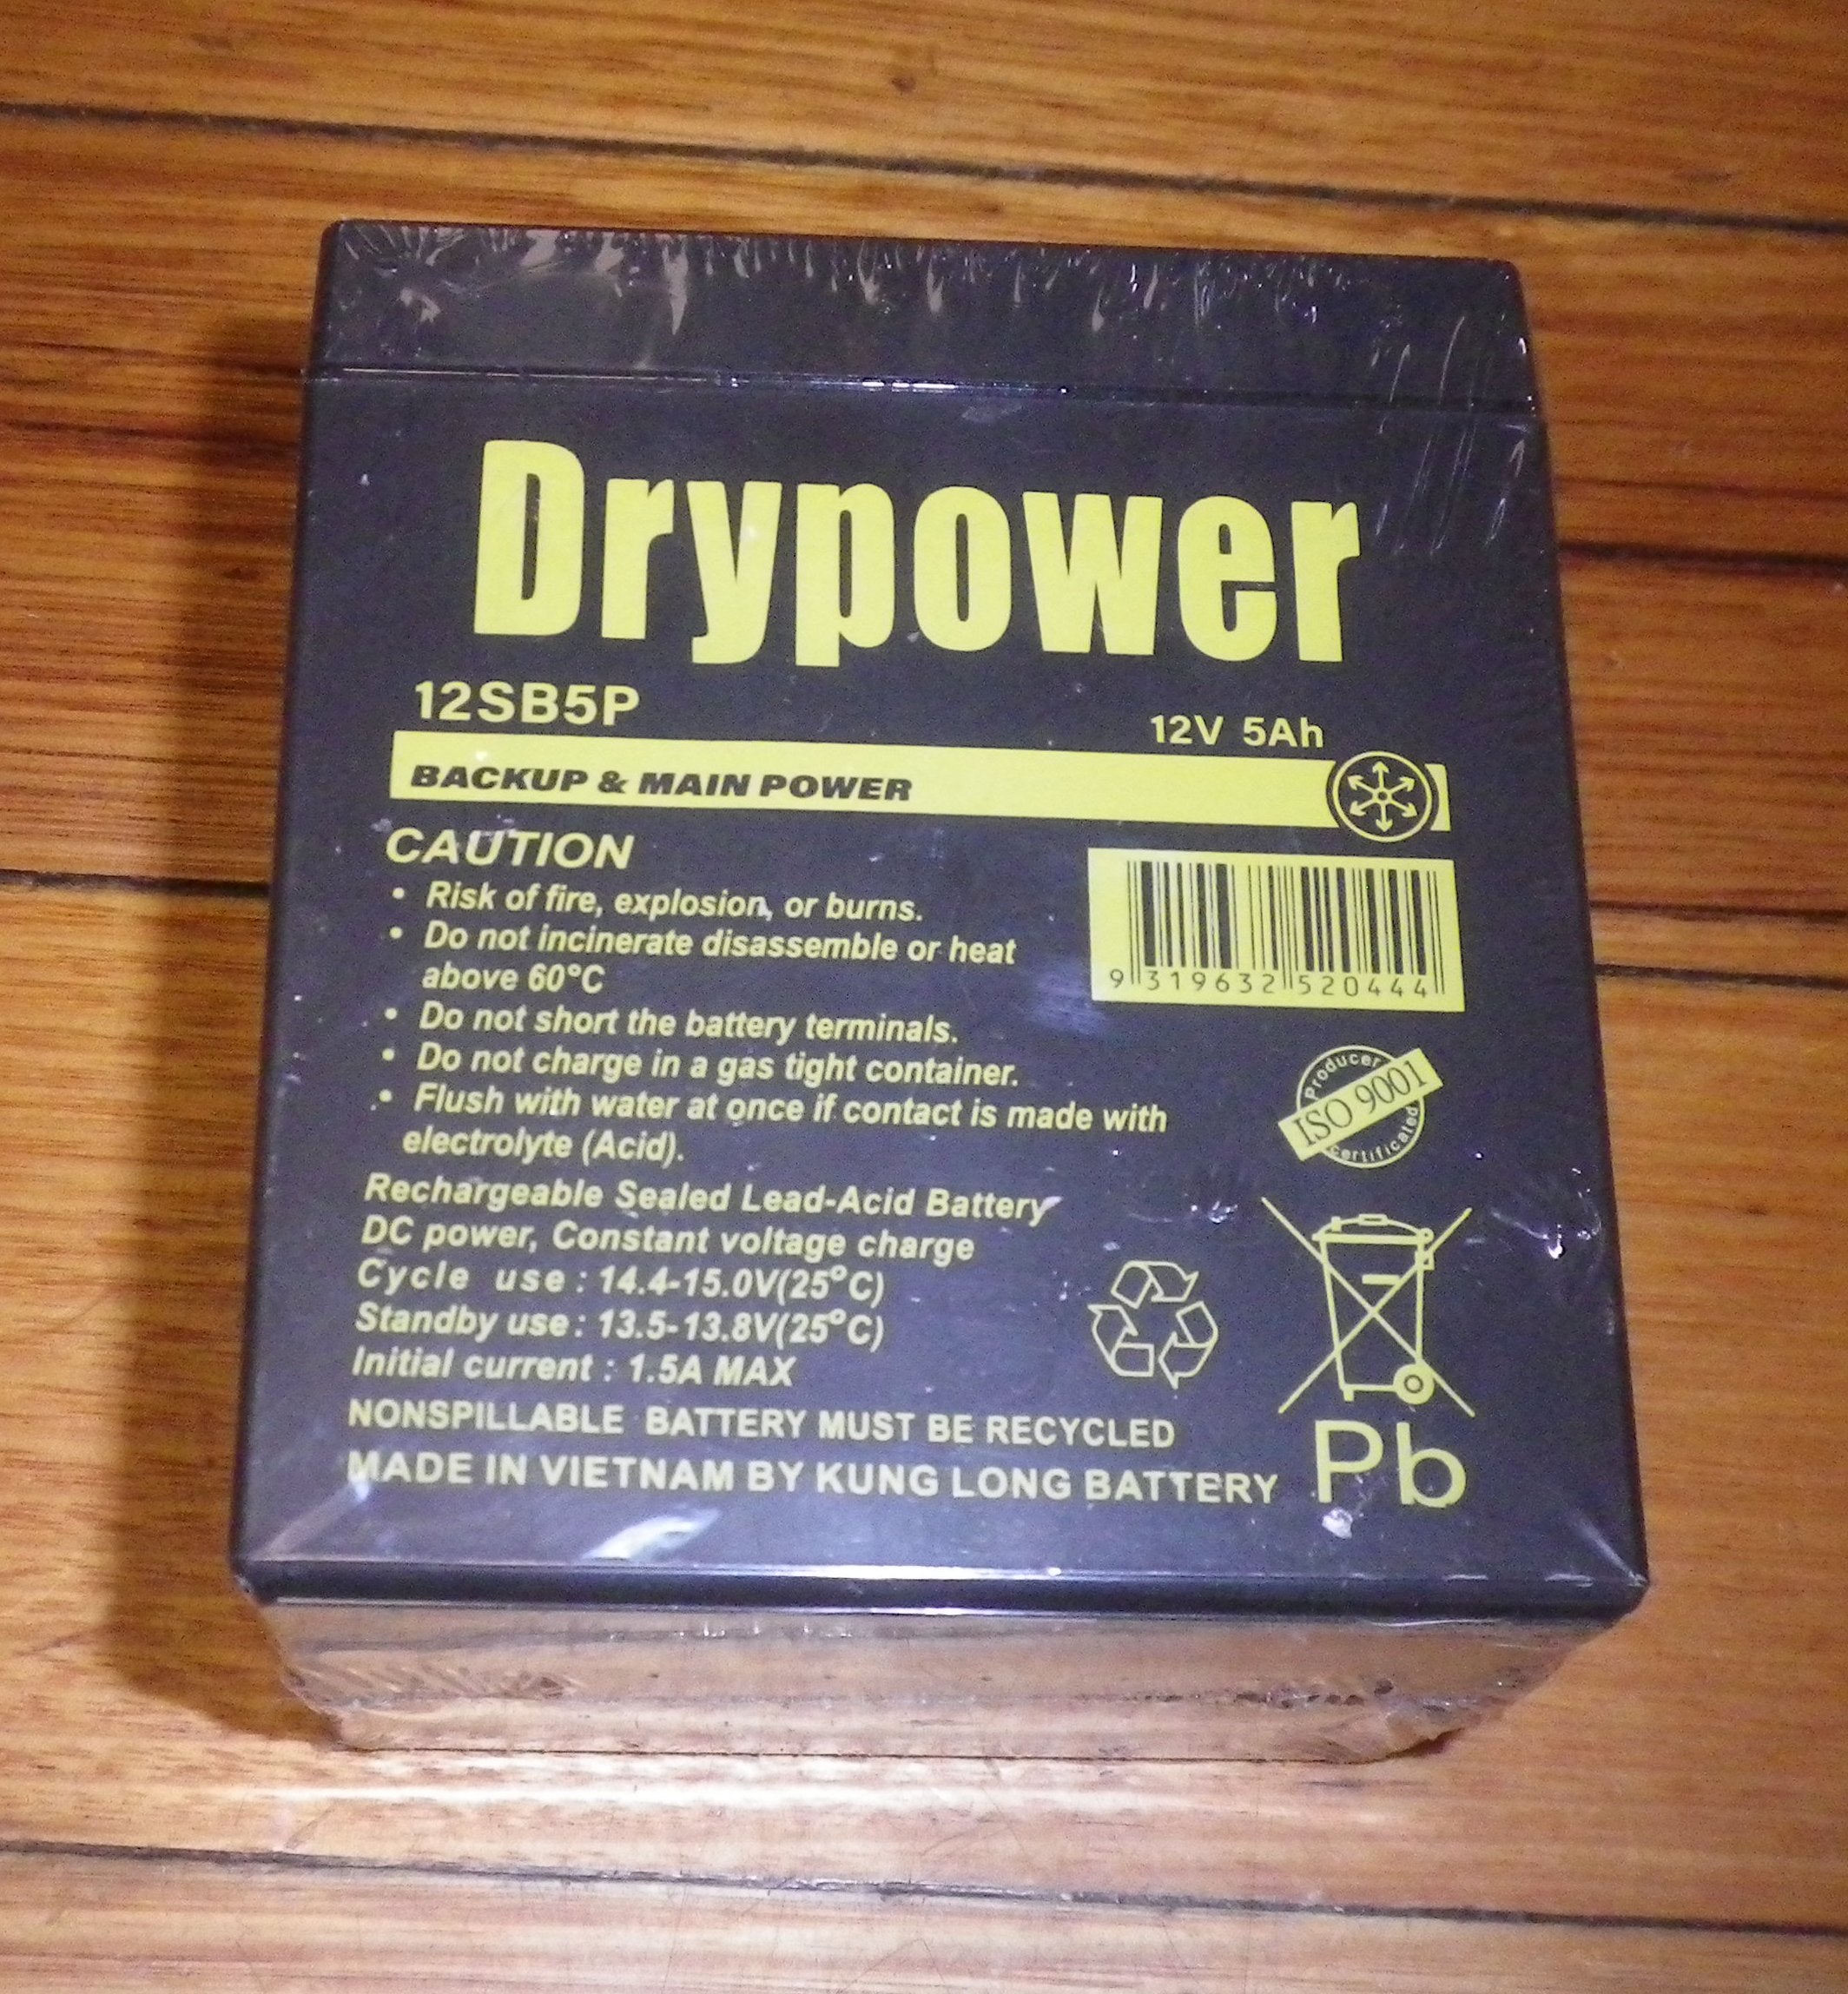 Drypower
12SB5P
12V 5Ah
BACKUP & MAIN POWER
CAUTION
• Risk of fire, explosion, or burns.
• Do not incinerate disassemble or heat
above 60°C
• Do not short the battery terminals.
• Do not charge in a gas tight container.
• Flush with water at once if contact is made with
electrolyte (Acid).
9 319632 520444
Producer
ISO 9001
Certificated
Rechargeable Sealed Lead-Acid Battery
DC power, Constant voltage charge
Cycle use : 14.4-15.0V(25°C)
Standby use : 13.5-13.8V(25°C)
Initial current : 1.5A MAX
NONSPILLABLE BATTERY MUST BE RECYCLED
MADE IN VIETNAM BY KUNG LONG BATTERY
Pb